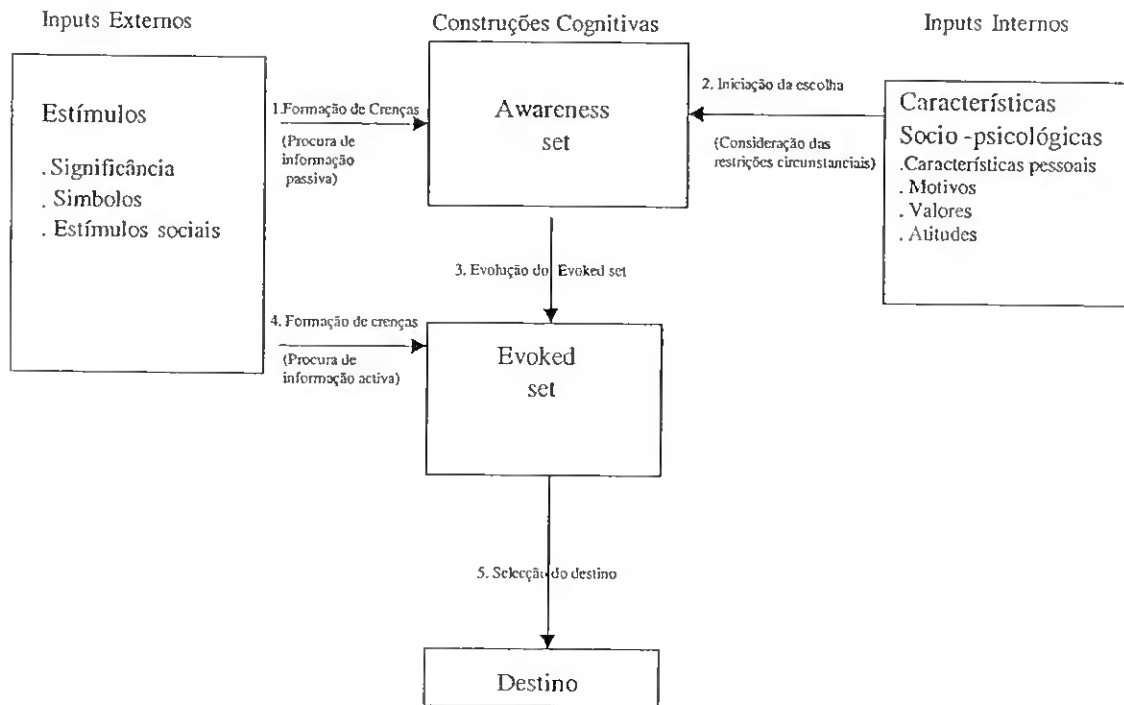 Inputs Externos
Construções Cognitivas
Inputs Internos
Estímulos
. Significância
. Simbolos
. Estímulos sociais
1.Formação de Crenças
(Procura de
informação
passiva)
Awareness
set
2. Iniciação da escolha
(Consideração das
restrições circunstanciais)
Característícas
Socio -psicológicas
.Características pessoais
. Motivos
. Valores
. Atitudes
3. Evolução do Evoked set
4. Formação de crenças
(Procura de
informação activa)
Evoked
set
5. Selecção do destino
Destino